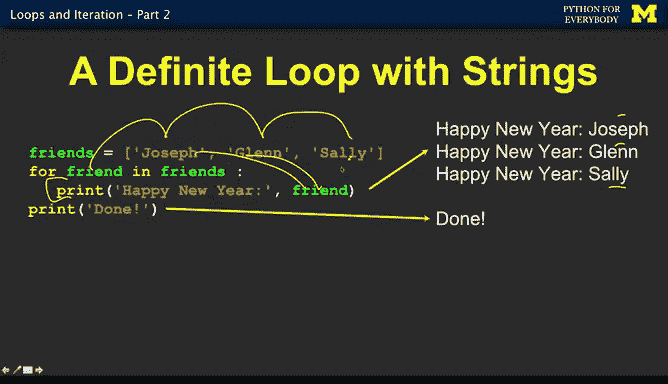 Loops and Iteration - Part 2
PYTHON FOR
EVERYBODY
M
A Definite Loop with Strings
friends = ['Joseph', 'Glenn', 'Sally']
for friend in friends :
print('Happy New Year:', friend)
print('Done!')
Happy New Year: Joseph
Happy New Year: Glenn
Happy New Year: Sally
Done!